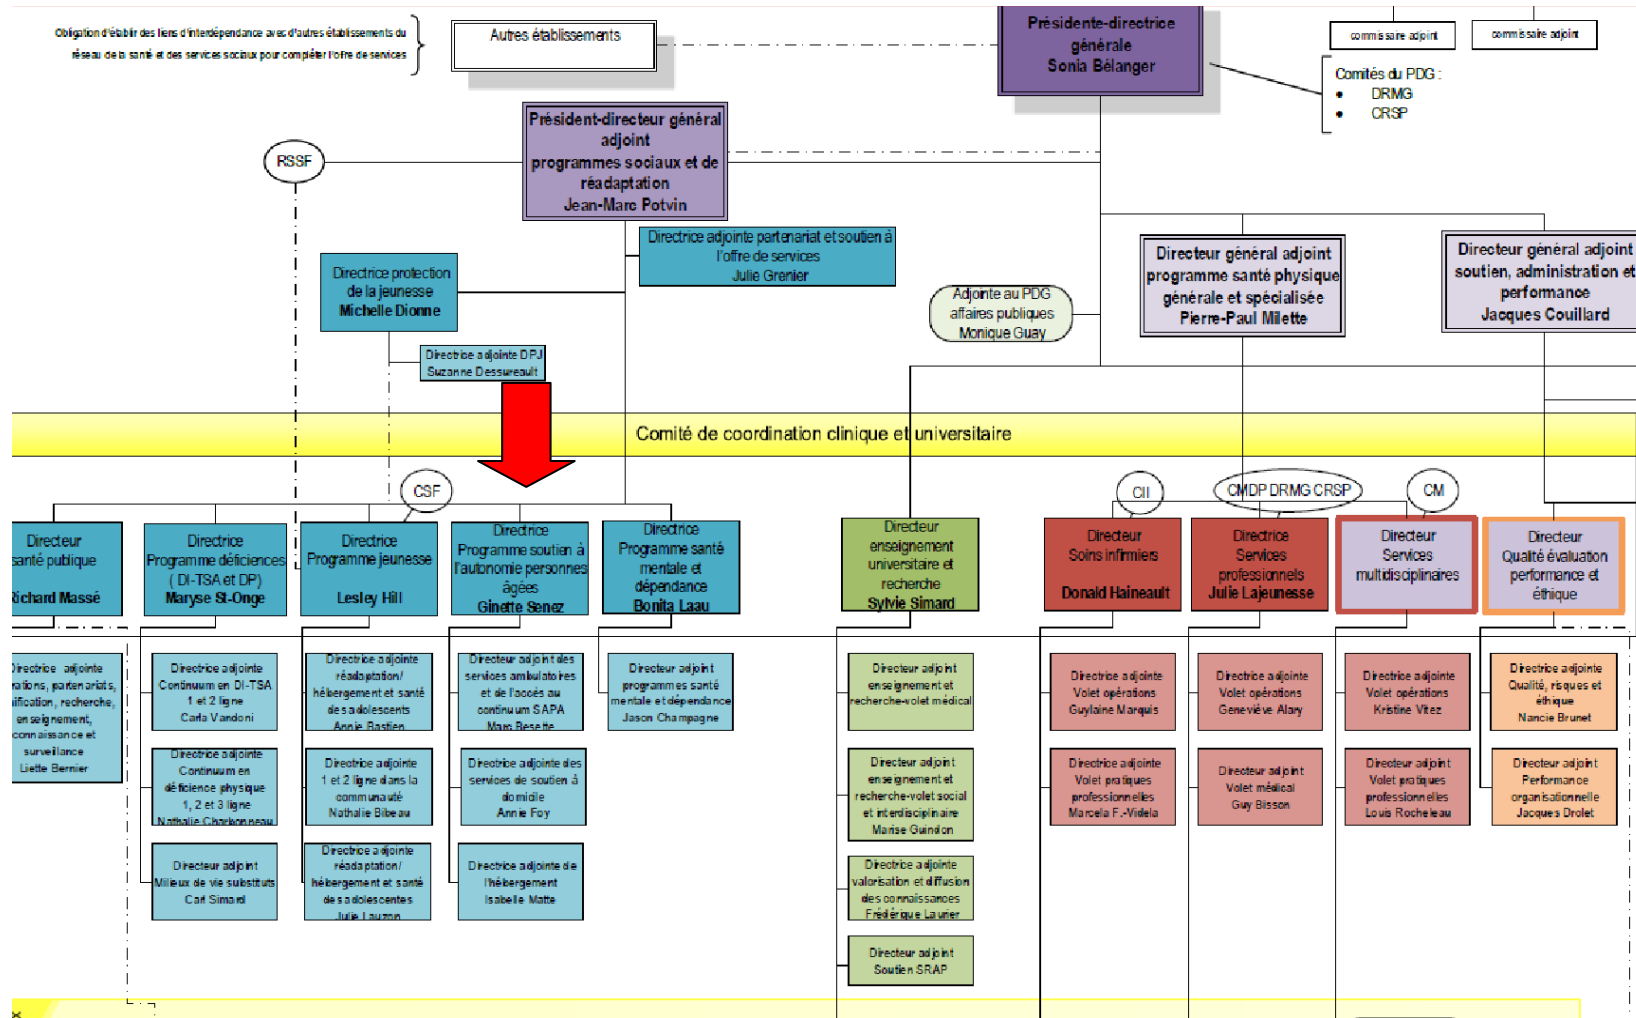 Obligation d'établir des liens d'interdépendance avec d'autres établissements du
réseau de la santé et des services sociaux pour compléter l'offre de services
Autres établissements
Présidente-directrice
générale
Sonia Bélanger
commissaire adjoint
commissaire adjoint
Comités du PDG :
• DRMG
• CRSP
Président-directeur général
adjoint
programmes sociaux et de
réadaptation
Jean-Marc Potvin
RSSF
Directrice adjointe partenariat et soutien à
l'offre de services
Julie Grenier
Directrice protection
de la jeunesse
Michelle Dionne
Directrice adjointe DPJ
Suzanne Dessureault
Adjointe au PDG
affaires publiques
Monique Guay
Directeur général adjoint
programme santé physique
générale et spécialisée
Pierre-Paul Milette
Directeur général adjoint
soutien, administration et
performance
Jacques Couillard
Comité de coordination clinique et universitaire
CSF
CII
CMDP DRMG CRSP
CM
Directeur
santé publique
Richard Massé
Directrice
Programme déficiences
( DI-TSA et DP)
Maryse St-Onge
Directrice
Programme jeunesse
Lesley Hill
Directrice
Programme soutien à
l'autonomie personnes
âgées
Ginette Senez
Directrice
Programme santé
mentale et
dépendance
Bonita Laau
Directeur
enseignement
universitaire et
recherche
Sylvie Simard
Directeur
Soins infirmiers
Donald Haineault
Directrice
Services
professionnels
Julie Lajeunesse
Directeur
Services
multidisciplinaires
Directeur
Qualité évaluation
performance et
éthique
Directrice adjointe
partenariats,
recherche,
enseignement,
connaissance et
surveillance
Liette Bernier
Directrice adjointe
Continuum en DI-TSA
1 et 2 ligne
Carla Vandoni
Directrice adjointe
Continuum en
déficience physique
1, 2 et 3 ligne
Nathalie Charbonneau
Directeur adjoint
Milieux de vie substituts
Carl Simard
Directrice adjointe
réadaptation/
hébergement et santé
des adolescents
Annie Bastien
Directrice adjointe
1 et 2 ligne dans la
communauté
Nathalie Bibeau
Directrice adjointe
réadaptation/
hébergement et santé
des adolescentes
Julie Lauzon
Directeur adjoint des
services ambulatoires
et de l'accès au
continuum SAPA
Marc Besette
Directrice adjointe des
services de soutien à
domicile
Annie Foy
Directrice adjointe de
l'hébergement
Isabelle Matte
Directeur adjoint
programmes santé
mentale et dépendance
Jason Champagne
Directeur adjoint
enseignement et
recherche-volet médical
Directeur adjoint
enseignement et
recherche-volet social
et interdisciplinaire
Marise Guindon
Directrice adjointe
valorisation et diffusion
des connaissances
Frédérique Laurier
Directeur adjoint
Soutien SRAP
Directrice adjointe
Volet opérations
Guylaine Marquis
Directrice adjointe
Volet pratiques
professionnelles
Marcela F.-Videla
Directrice adjointe
Volet opérations
Geneviève Alary
Directeur adjoint
Volet médical
Guy Bisson
Directrice adjointe
Volet opérations
Kristine Vitez
Directeur adjoint
Volet pratiques
professionnelles
Louis Rocheleau
Directrice adjointe
Qualité, risques et
éthique
Nancie Brunet
Directeur adjoint
Performance
organisationnelle
Jacques Drolet